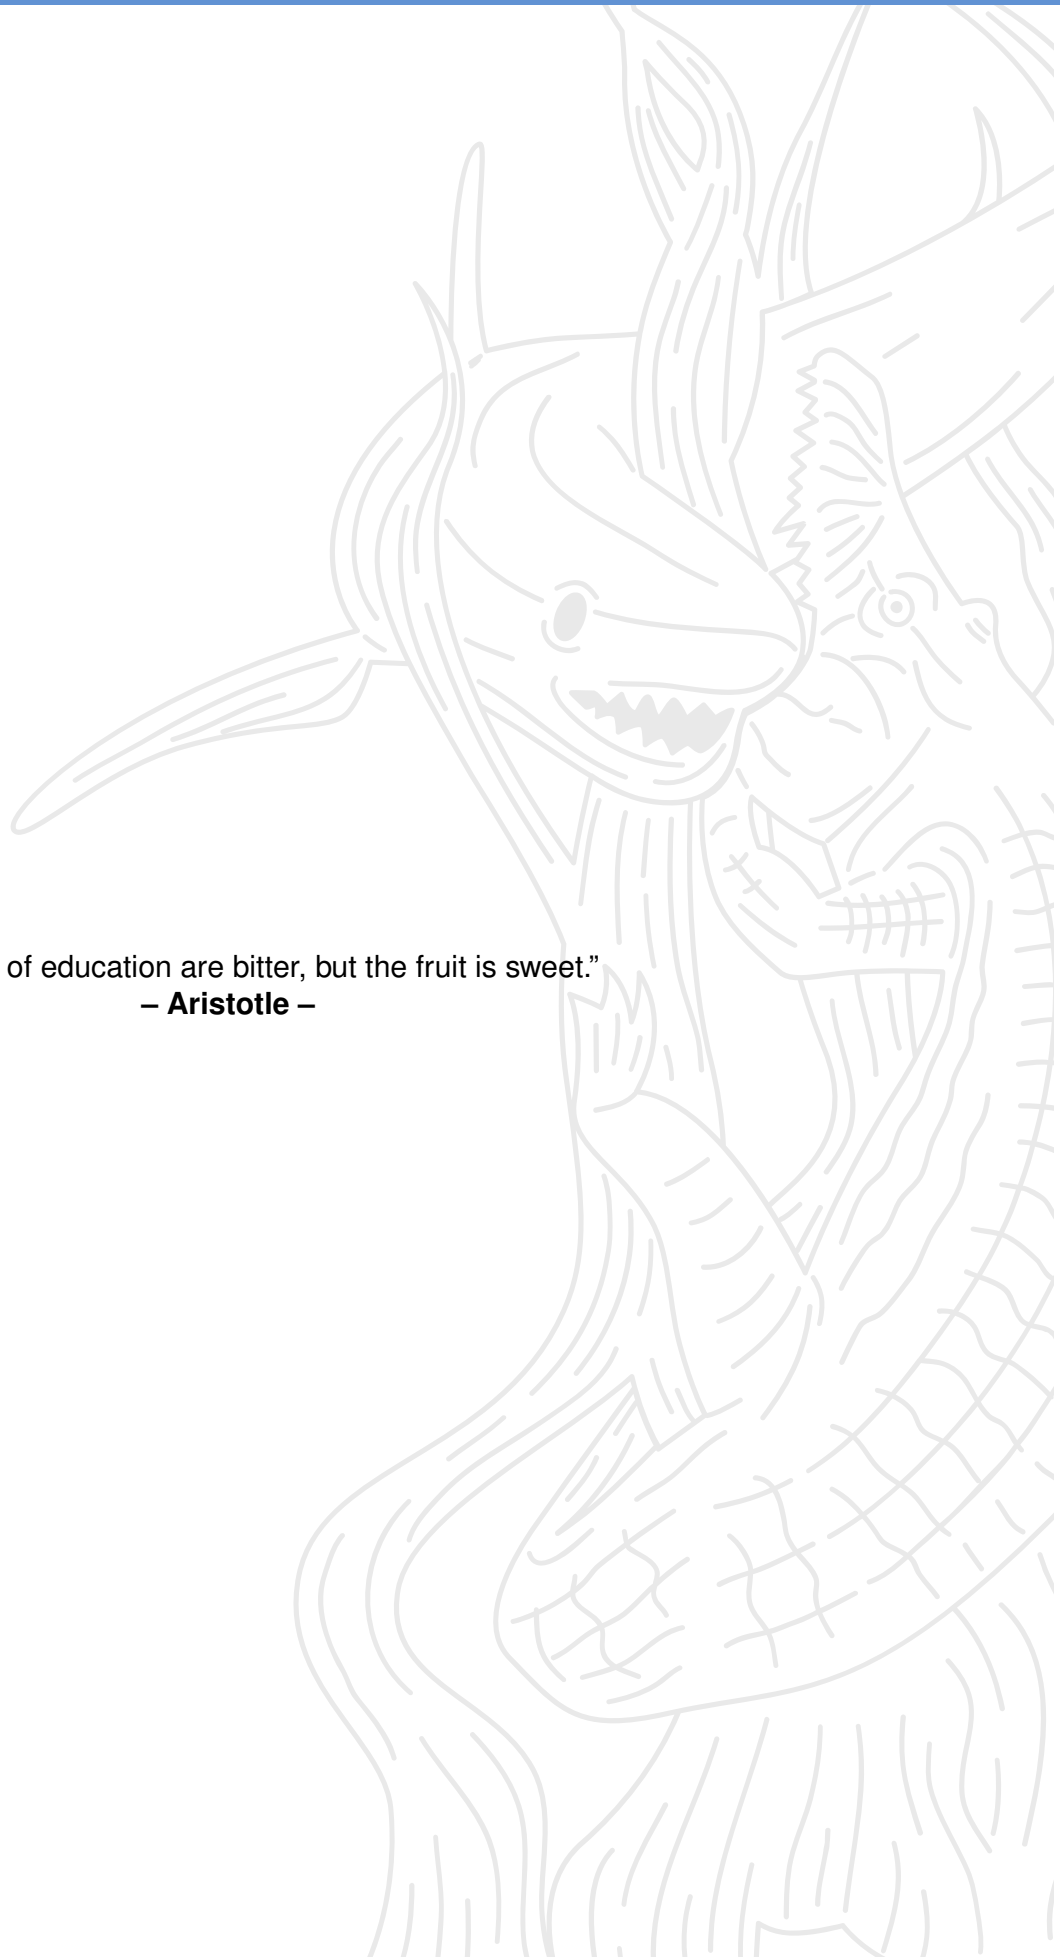 of education are bitter, but the fruit is sweet.”
– Aristotle –